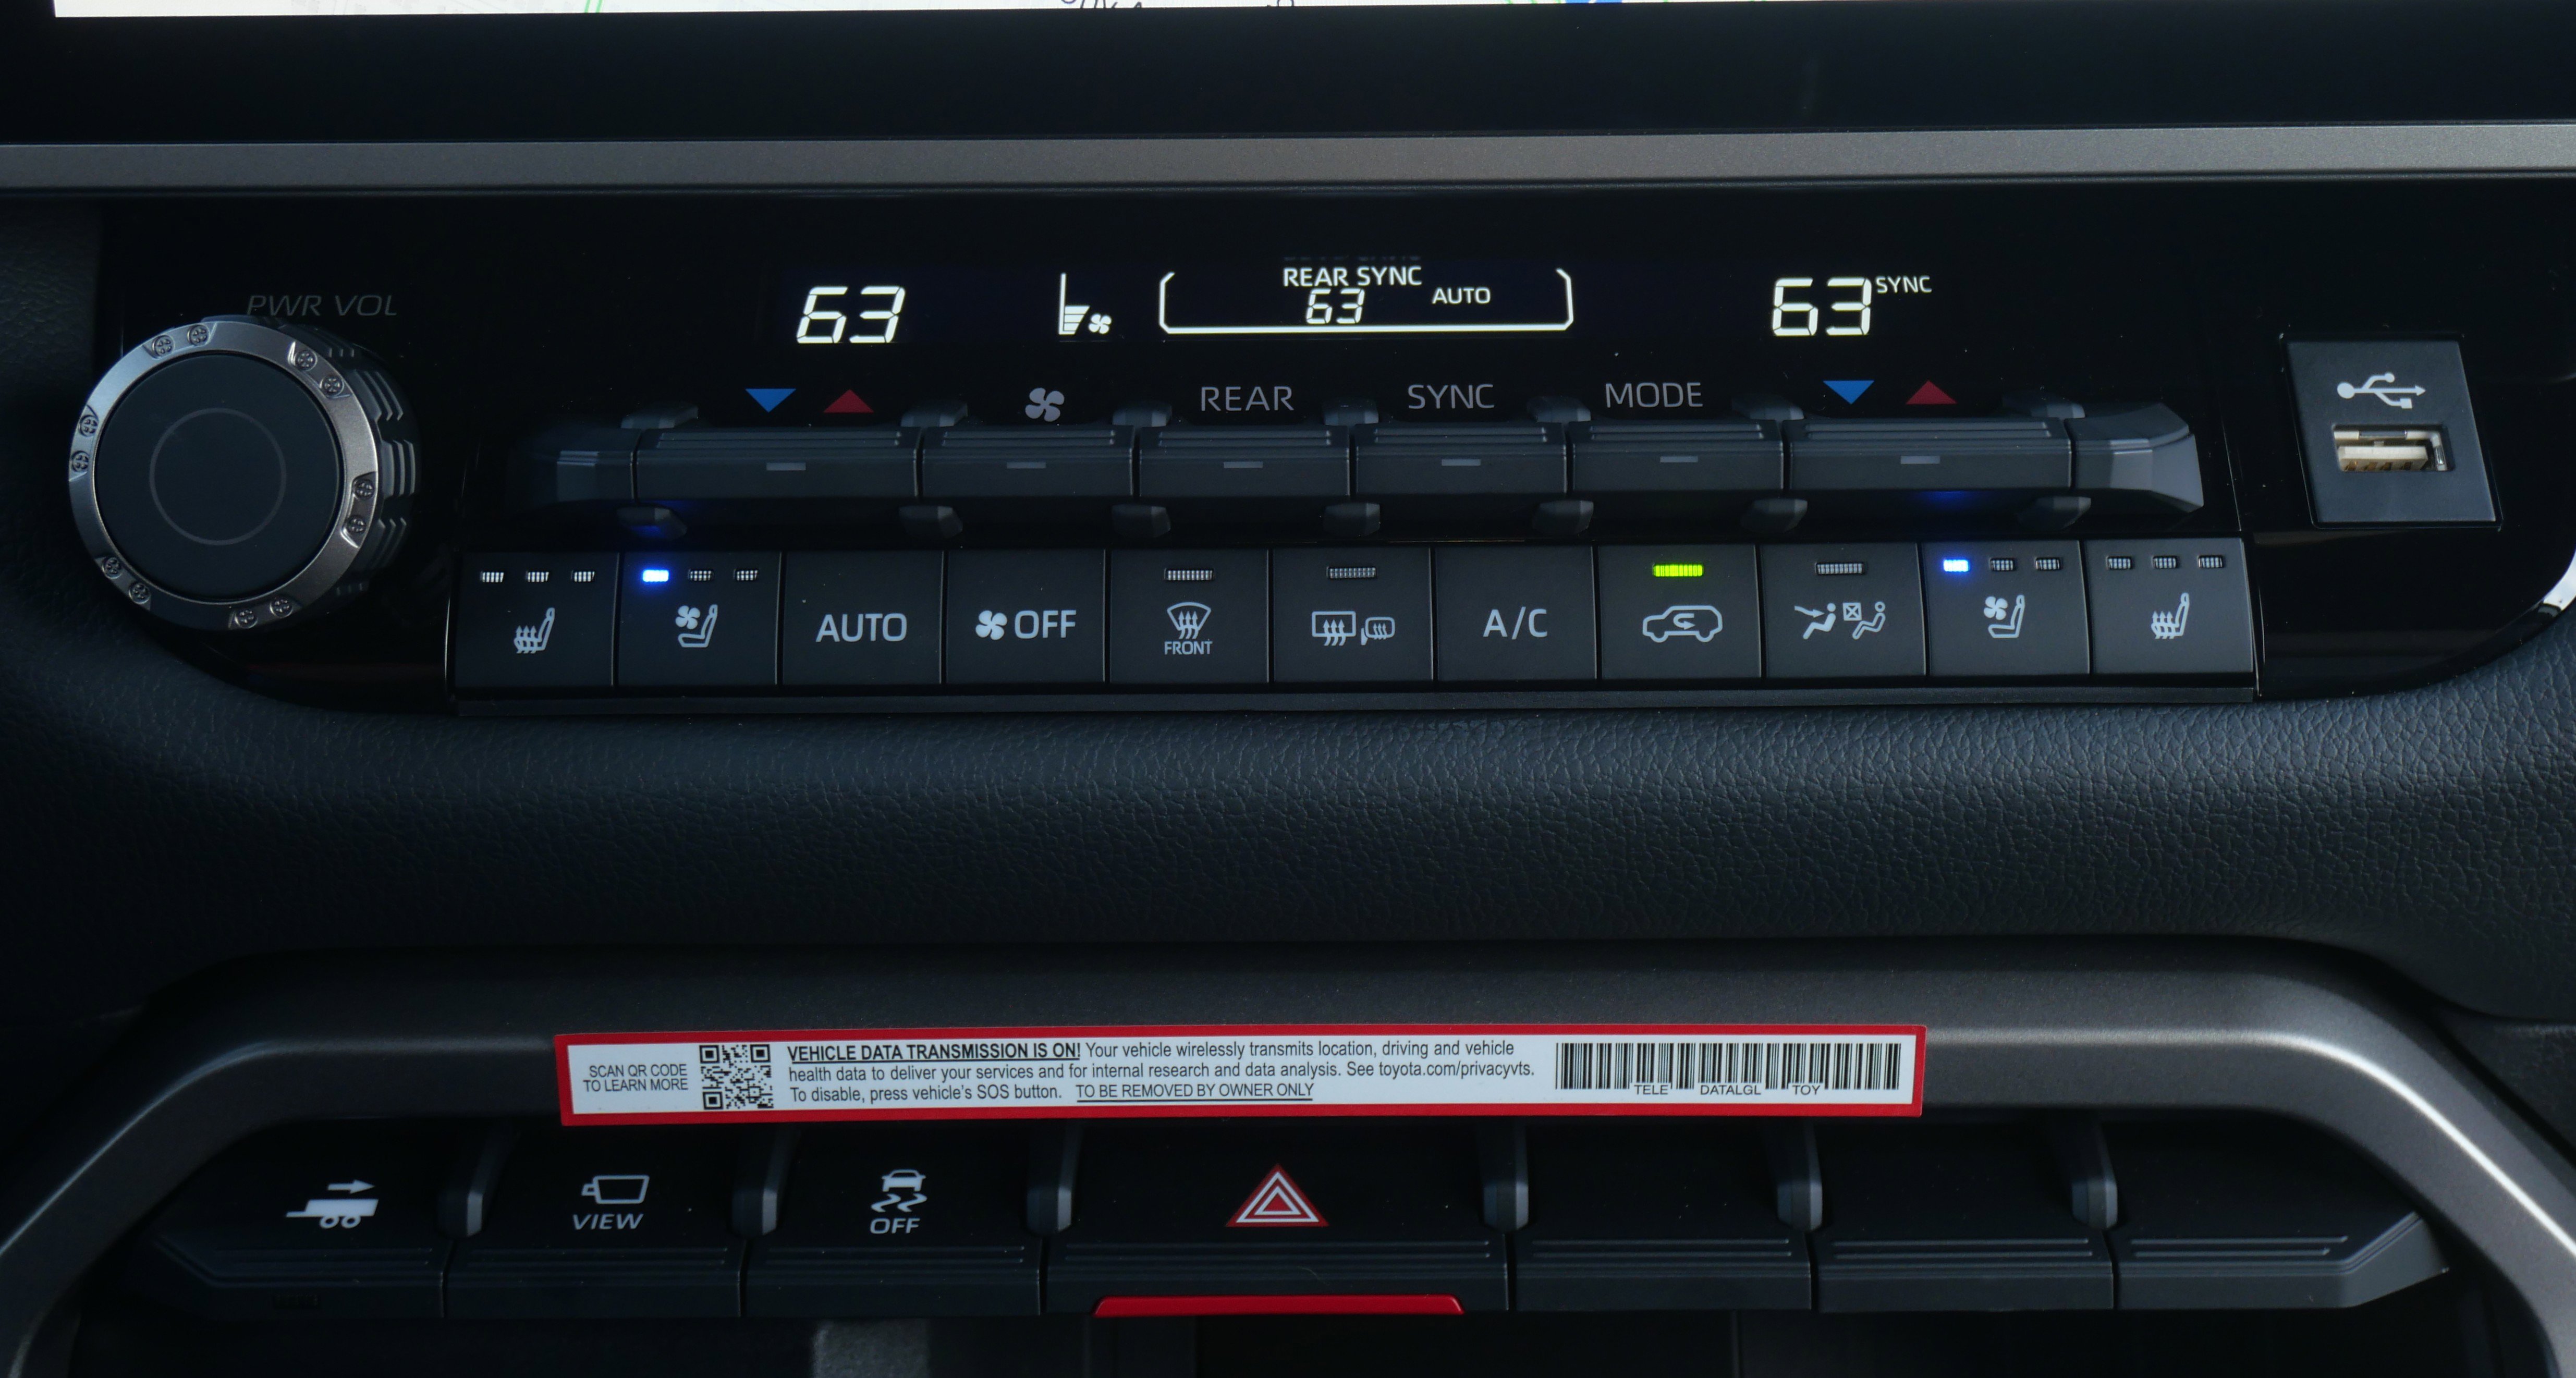 PWR VOL
63
REAR SYNC
63
AUTO
63
SYNC
REAR
SYNC
MODE
AUTO
OFF
FRONT
A/C
SCAN QR CODE
TO LEARN MORE
VEHICLE DATA TRANSMISSION IS ON! Your vehicle wirelessly transmits location, driving and vehicle
health data to deliver your services and for internal research and data analysis. See toyota.com/privacyvts.
To disable, press vehicle's SOS button. TO BE REMOVED BY OWNER ONLY
TELE DATALGL TOY
VIEW
OFF